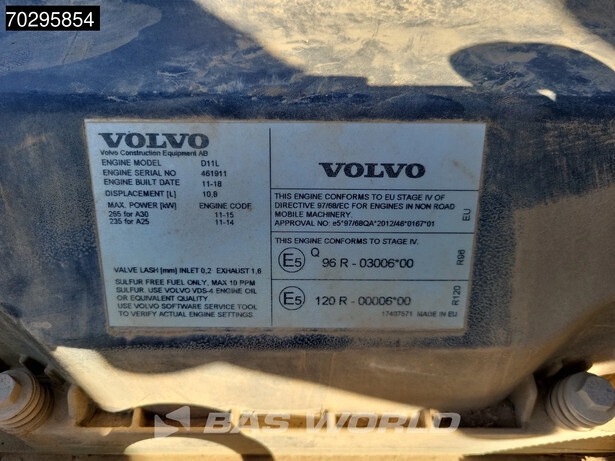 70295854
VOLVO
Volvo Construction Equipment AB
ENGINE MODEL D11L
ENGINE SERIAL NO 461911
ENGINE BUILT DATE 11-18
DISPLACEMENT [L] 10,8
MAX. POWER [kW] ENGINE CODE
265 for A30 11-15
235 for A25 11-14
VALVE LASH [mm] INLET 0,2 EXHAUST 1,6
SULFUR FREE FUEL ONLY, MAX 10 PPM
SULFUR. USE VOLVO VDS-4 ENGINE OIL
OR EQUIVALENT QUALITY
USE VOLVO SOFTWARE SERVICE TOOL
TO VERIFY ACTUAL ENGINE SETTINGS.
VOLVO
THIS ENGINE CONFORMS TO EU STAGE IV OF
DIRECTIVE 97/68/EC FOR ENGINES IN NON ROAD
MOBILE MACHINERY.
APPROVAL NO: e5*97/68QA*2012/46*0167*01
EU
THIS ENGINE CONFORMS TO STAGE IV.
E5 Q 96 R - 03006*00
R96
E5 120 R - 00006*00
R120
17437571 MADE IN EU
BAS WORLD